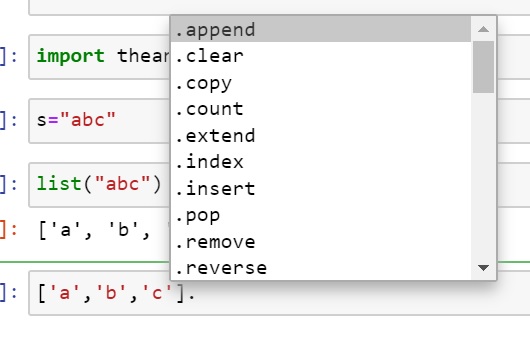 ]:
import thear
]:
s="abc"
]:
list("abc")
]:
['a', 'b',
]:
['a','b','c'].
.append
.clear
.copy
.count
.extend
.index
.insert
.pop
.remove
.reverse